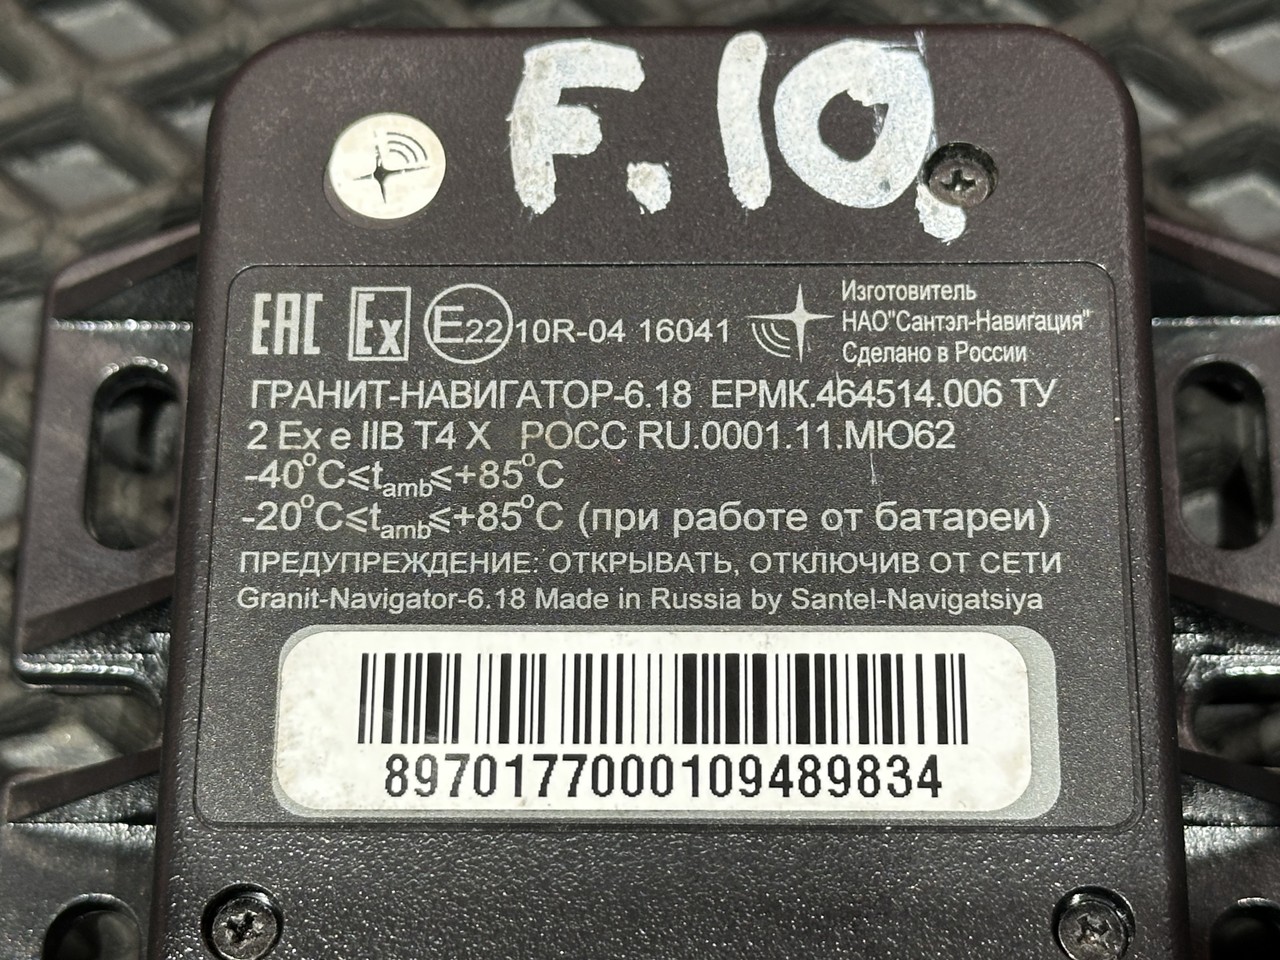 F.10
EAC Ex E22 10R-04 16041
Изготовитель
НАО"Сантэл-Навигация"
Сделано в России
ГРАНИТ-НАВИГАТОР-6.18 ЕРМК.464514.006 ТУ
2 Ex e IIB T4 X РОСС RU.0001.11.МЮ62
-40°C≤tamb≤+85°C
-20°C≤tamb≤+85°C (при работе от батареи)
ПРЕДУПРЕЖДЕНИЕ: ОТКРЫВАТЬ, ОТКЛЮЧИВ ОТ СЕТИ
Granit-Navigator-6.18 Made in Russia by Santel-Navigatsiya
8970177000109489834